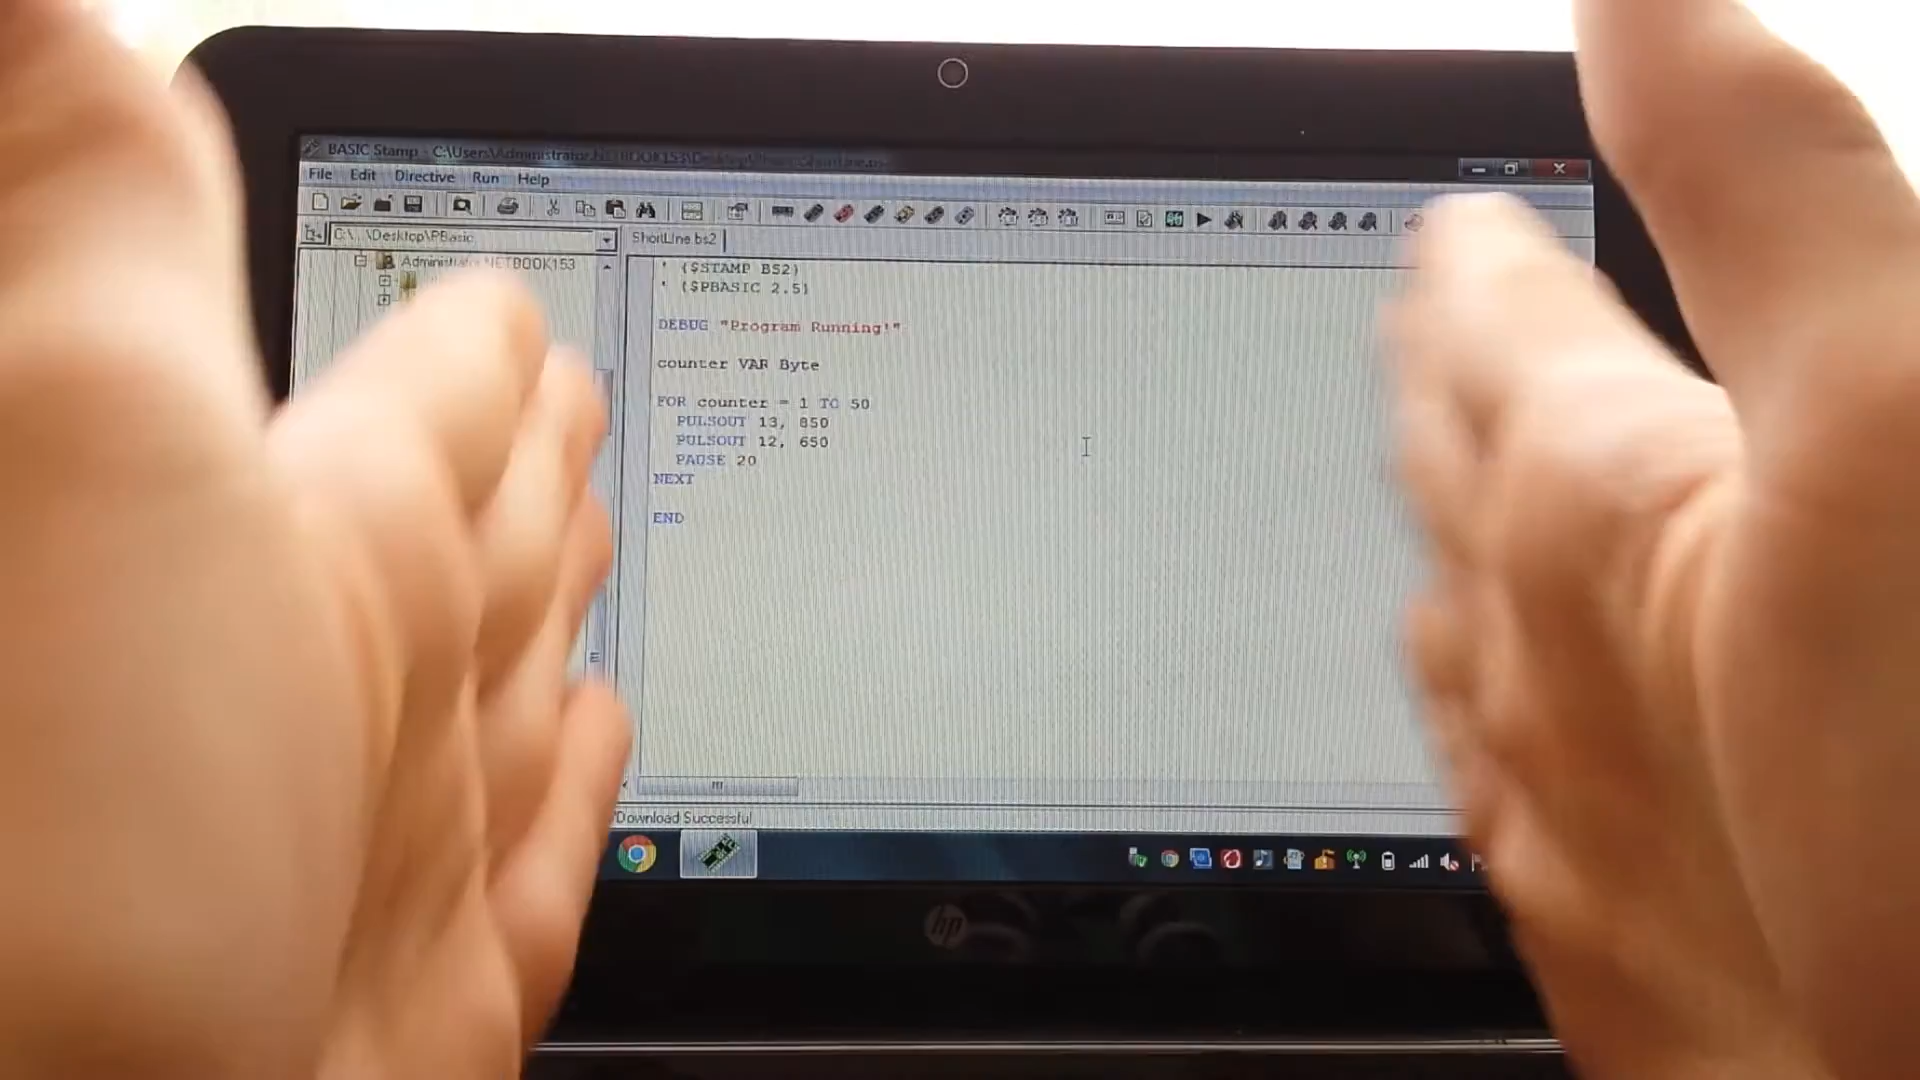 BASIC Stamp - C:\Users\Administrator.NETBOOK153\Desktop\
File Edit Directive Run Help
C:\...\Desktop\PBasic
ShortLine.bs2
Administrator.NETBOOK153
' {$STAMP BS2}
' {$PBASIC 2.5}
DEBUG "Program Running!"
counter VAR Byte
FOR counter = 1 TO 50
PULSOUT 13, 850
PULSOUT 12, 650
PAUSE 20
NEXT
END
Download Successful
hp